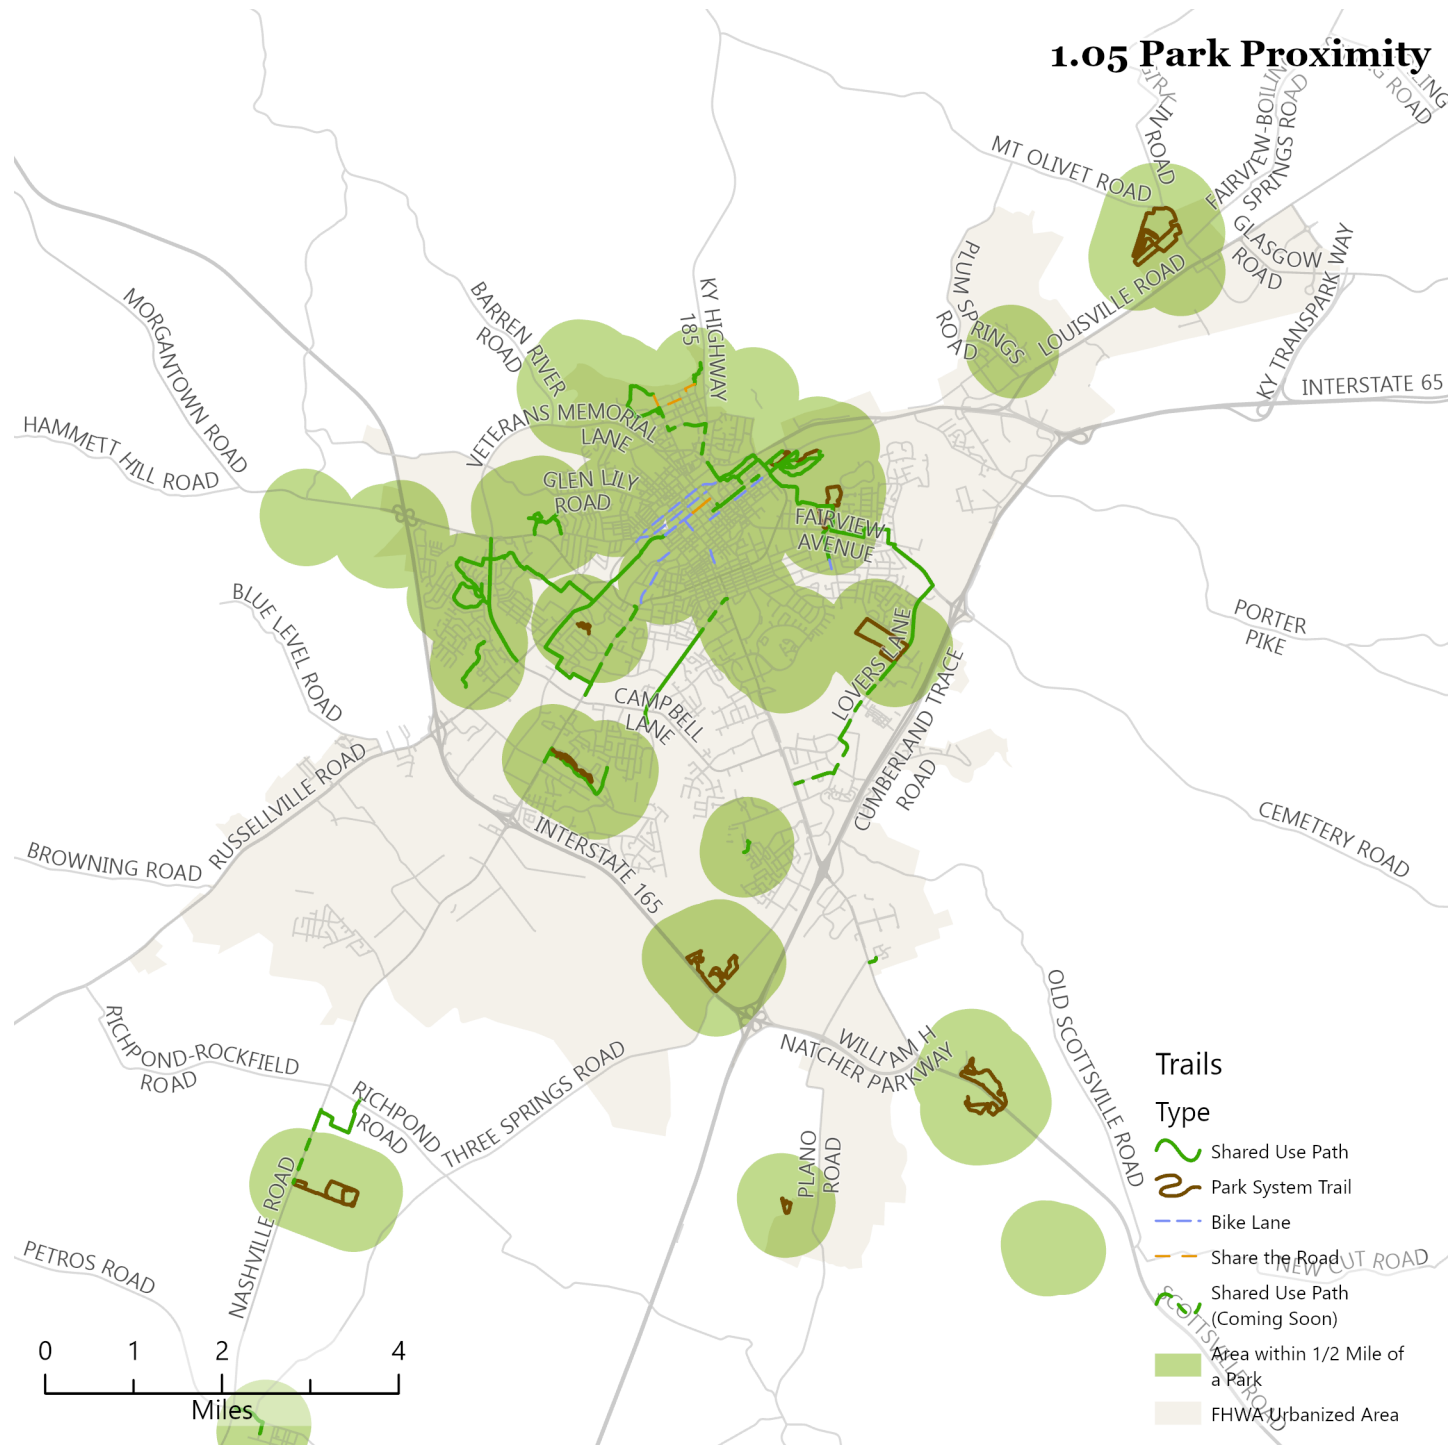 1.05 Park Proximity
GIRKIN ROAD
FAIRVIEW-BOILING
SPRINGS ROAD
ROAD
MT OLIVET ROAD
GLASGOW
ROAD
PLUM SPRINGS
ROAD
LOUISVILLE ROAD
KY TRANSPARK WAY
INTERSTATE 65
KY HIGHWAY
185
BARREN RIVER
ROAD
MORGANTOWN ROAD
HAMMETT HILL ROAD
VETERANS MEMORIAL
LANE
GLEN LILY
ROAD
FAIRVIEW
AVENUE
BLUE LEVEL ROAD
PORTER
PIKE
LOVERS LANE
CAMPBELL
LANE
CUMBERLAND TRACE
ROAD
RUSSELLVILLE ROAD
BROWNING ROAD
INTERSTATE 165
CEMETERY ROAD
OLD SCOTTSVILLE ROAD
RICHPOND-ROCKFIELD
ROAD
WILLIAM H
NATCHER PARKWAY
RICHPOND
ROAD
THREE SPRINGS ROAD
PLANO
ROAD
NASHVILLE ROAD
PETROS ROAD
NEW CUT ROAD
SCOTTSVILLE ROAD
Trails
Type
Shared Use Path
Park System Trail
Bike Lane
Share the Road
Shared Use Path
(Coming Soon)
Area within 1/2 Mile of
a Park
FHWA Urbanized Area
0 1 2 4
Miles